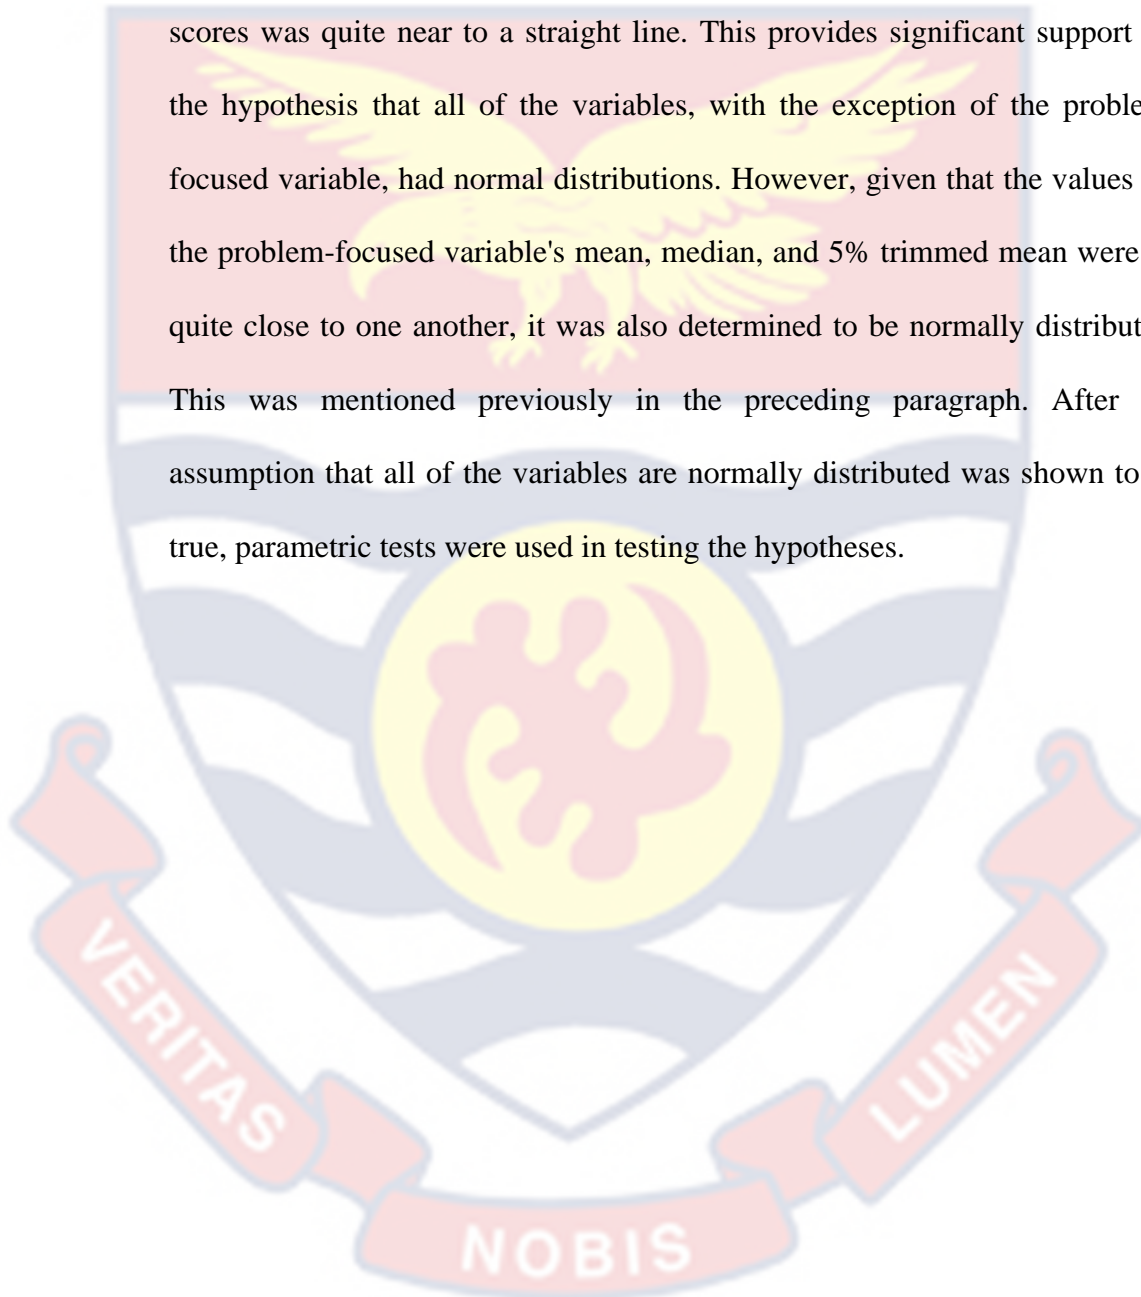 scores was quite near to a straight line. This provides significant support
the hypothesis that all of the variables, with the exception of the proble
focused variable, had normal distributions. However, given that the values
the problem-focused variable's mean, median, and 5% trimmed mean were
quite close to one another, it was also determined to be normally distribut
This was mentioned previously in the preceding paragraph. After
assumption that all of the variables are normally distributed was shown to
true, parametric tests were used in testing the hypotheses.
VERITAS
NOBIS
LUMEN